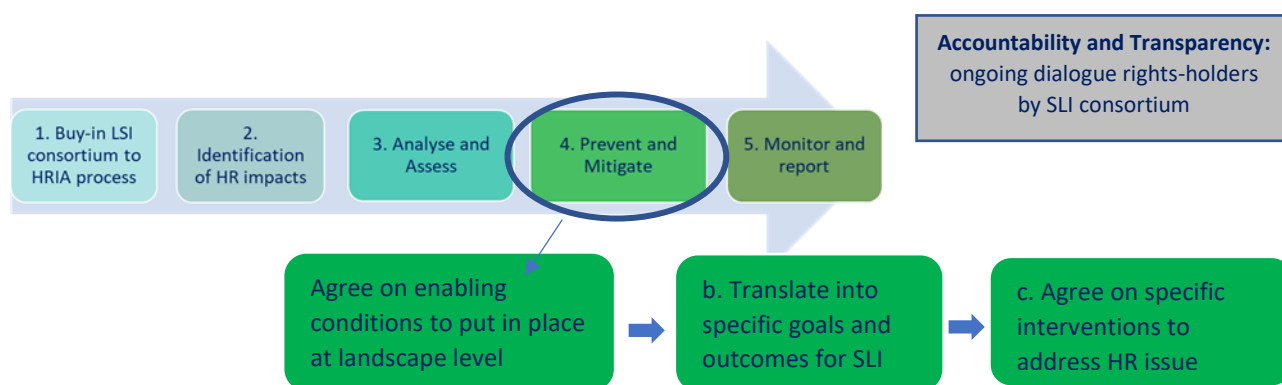 Accountability and Transparency:
ongoing dialogue rights-holders
by SLI consortium
1. Buy-in LSI
consortium to
HRIA process
2.
Identification
of HR impacts
3. Analyse and
Assess
4. Prevent and
Mitigate
5. Monitor and
report
Agree on enabling
conditions to put in place
at landscape level
b. Translate into
specific goals and
outcomes for SLI
c. Agree on specific
interventions to
address HR issue